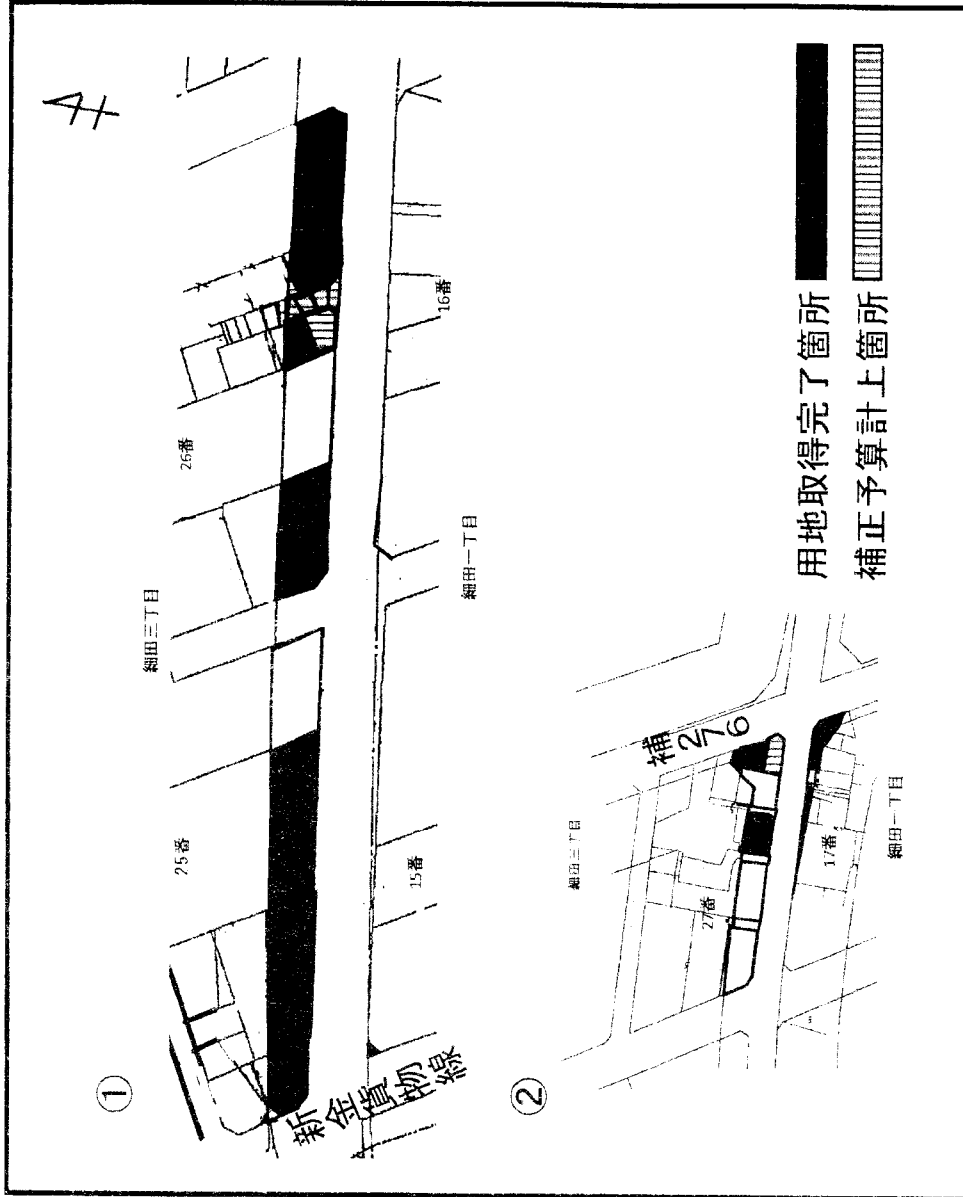 ①
細田三丁目
25番
26番
15番
16番
細田一丁目
新金貨物線
②
補276
細田三丁目
27番
17番
細田一丁目
用地取得完了箇所
補正予算計上箇所